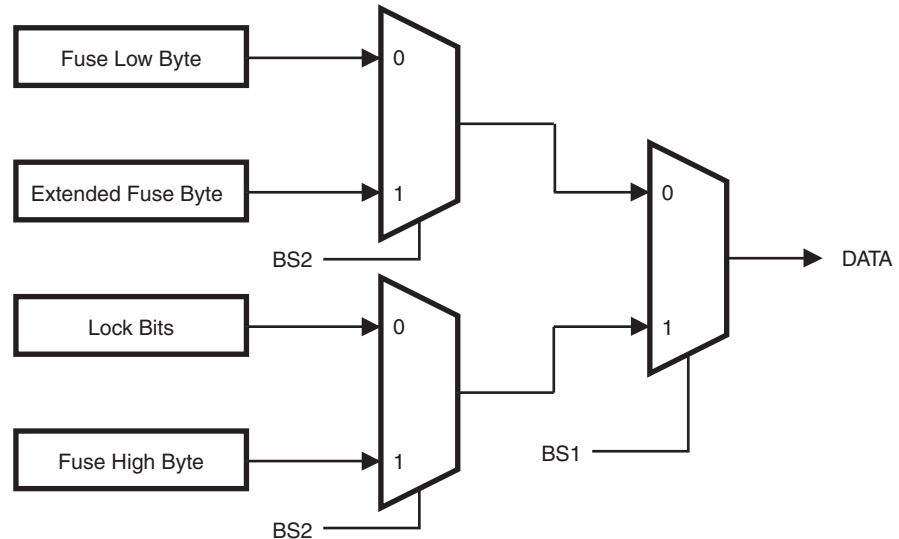 Fuse Low Byte
0
Extended Fuse Byte
1
BS2
0
DATA
Lock Bits
0
1
Fuse High Byte
1
BS1
BS2